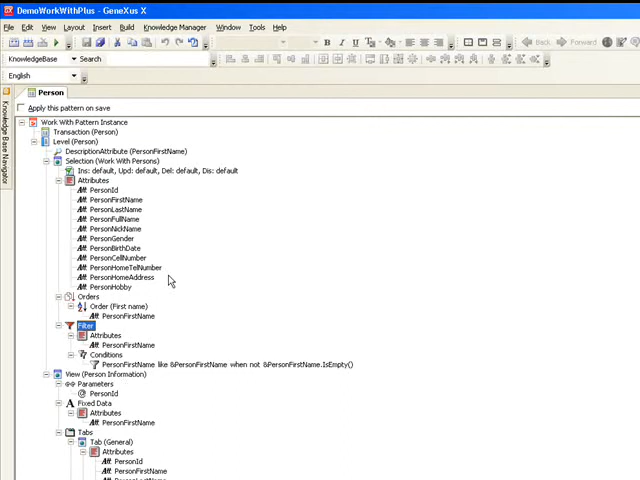 DemoWorkWithPlus - GeneXus X
File Edit View Layout Insert Build Knowledge Manager Window Tools Help
Back Forward
KnowledgeBase Search
English
Person
Knowledge Base Navigator
Apply this pattern on save
Work With Pattern Instance
Transaction (Person)
Level (Person)
DescriptionAttribute (PersonFirstName)
Selection (Work With Persons)
Ins: default, Upd: default, Del: default, Dis: default
Attributes
PersonId
PersonFirstName
PersonLastName
PersonFullName
PersonNickName
PersonGender
PersonBirthDate
PersonCellNumber
PersonHomeTelNumber
PersonHomeAddress
PersonHobby
Orders
Order (First name)
PersonFirstName
Filter
Attributes
PersonFirstName
Conditions
PersonFirstName like &PersonFirstName when not &PersonFirstName.IsEmpty()
View (Person Information)
Parameters
PersonId
Fixed Data
Attributes
PersonFirstName
Tabs
Tab (General)
Attributes
PersonId
PersonFirstName